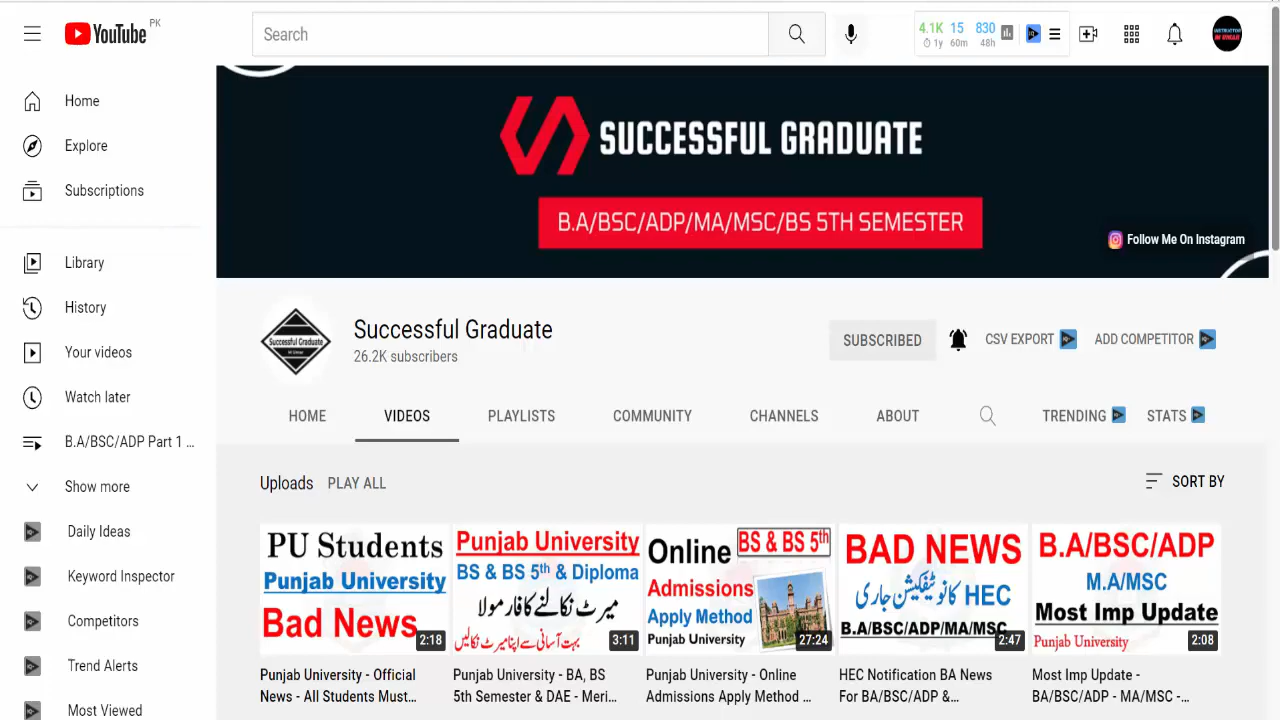 YouTube PK
Search
4.1K 15 830
1y 60m 48h
Home
Explore
Subscriptions
Library
History
Your videos
Watch later
B.A/BSC/ADP Part 1 ...
Show more
Daily Ideas
Keyword Inspector
Competitors
Trend Alerts
Most Viewed
SUCCESSFUL GRADUATE
B.A/BSC/ADP/MA/MSC/BS 5TH SEMESTER
Follow Me On Instagram
Successful Graduate
Successful Graduate
26.2K subscribers
SUBSCRIBED
CSV EXPORT
ADD COMPETITOR
HOME
VIDEOS
PLAYLISTS
COMMUNITY
CHANNELS
ABOUT
TRENDING
STATS
Uploads
PLAY ALL
SORT BY
PU Students
Punjab University
Bad News
2:18
Punjab University - Official
News - All Students Must...
Punjab University
BS & BS 5th & Diploma
میرٹ نکالنے کا فارمولا
بہت آسانی سے اپنا میرٹ نکالیں
3:11
Punjab University - BA, BS
5th Semester & DAE - Meri...
Online BS & BS 5th
Admissions
Apply Method
Punjab University
27:24
Punjab University - Online
Admissions Apply Method ...
BAD NEWS
HEC کا نوٹیفکیشن جاری
B.A/BSC/ADP/MA/MSC
2:47
HEC Notification BA News
For BA/BSC/ADP &...
B.A/BSC/ADP
M.A/MSC
Most Imp Update
Punjab University
2:08
Most Imp Update -
BA/BSC/ADP - MA/MSC -...